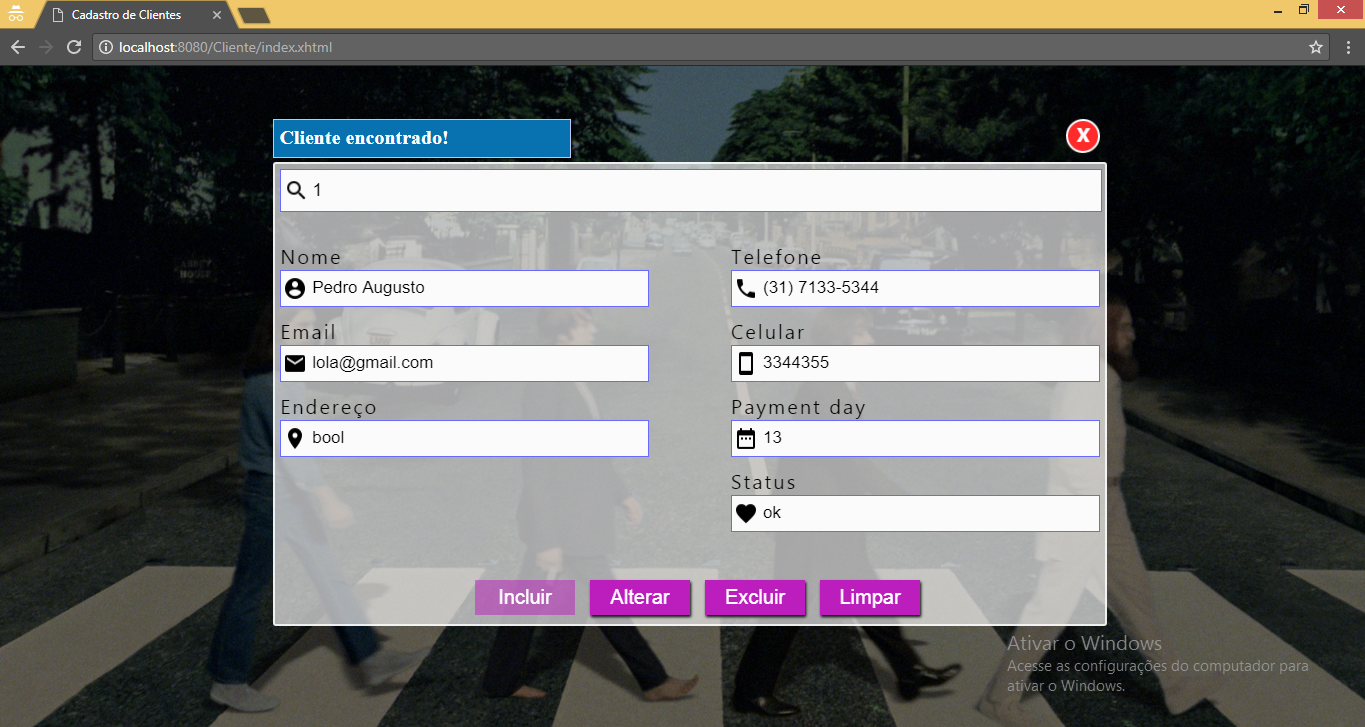 Cadastro de Clientes
localhost:8080/Cliente/index.xhtml
Cliente encontrado!
X
1
Nome
Pedro Augusto
Email
lola@gmail.com
Endereço
bool
Telefone
(31) 7133-5344
Celular
3344355
Payment day
13
Status
ok
Incluir Alterar Excluir Limpar
Ativar o Windows
Acesse as configurações do computador para
ativar o Windows.